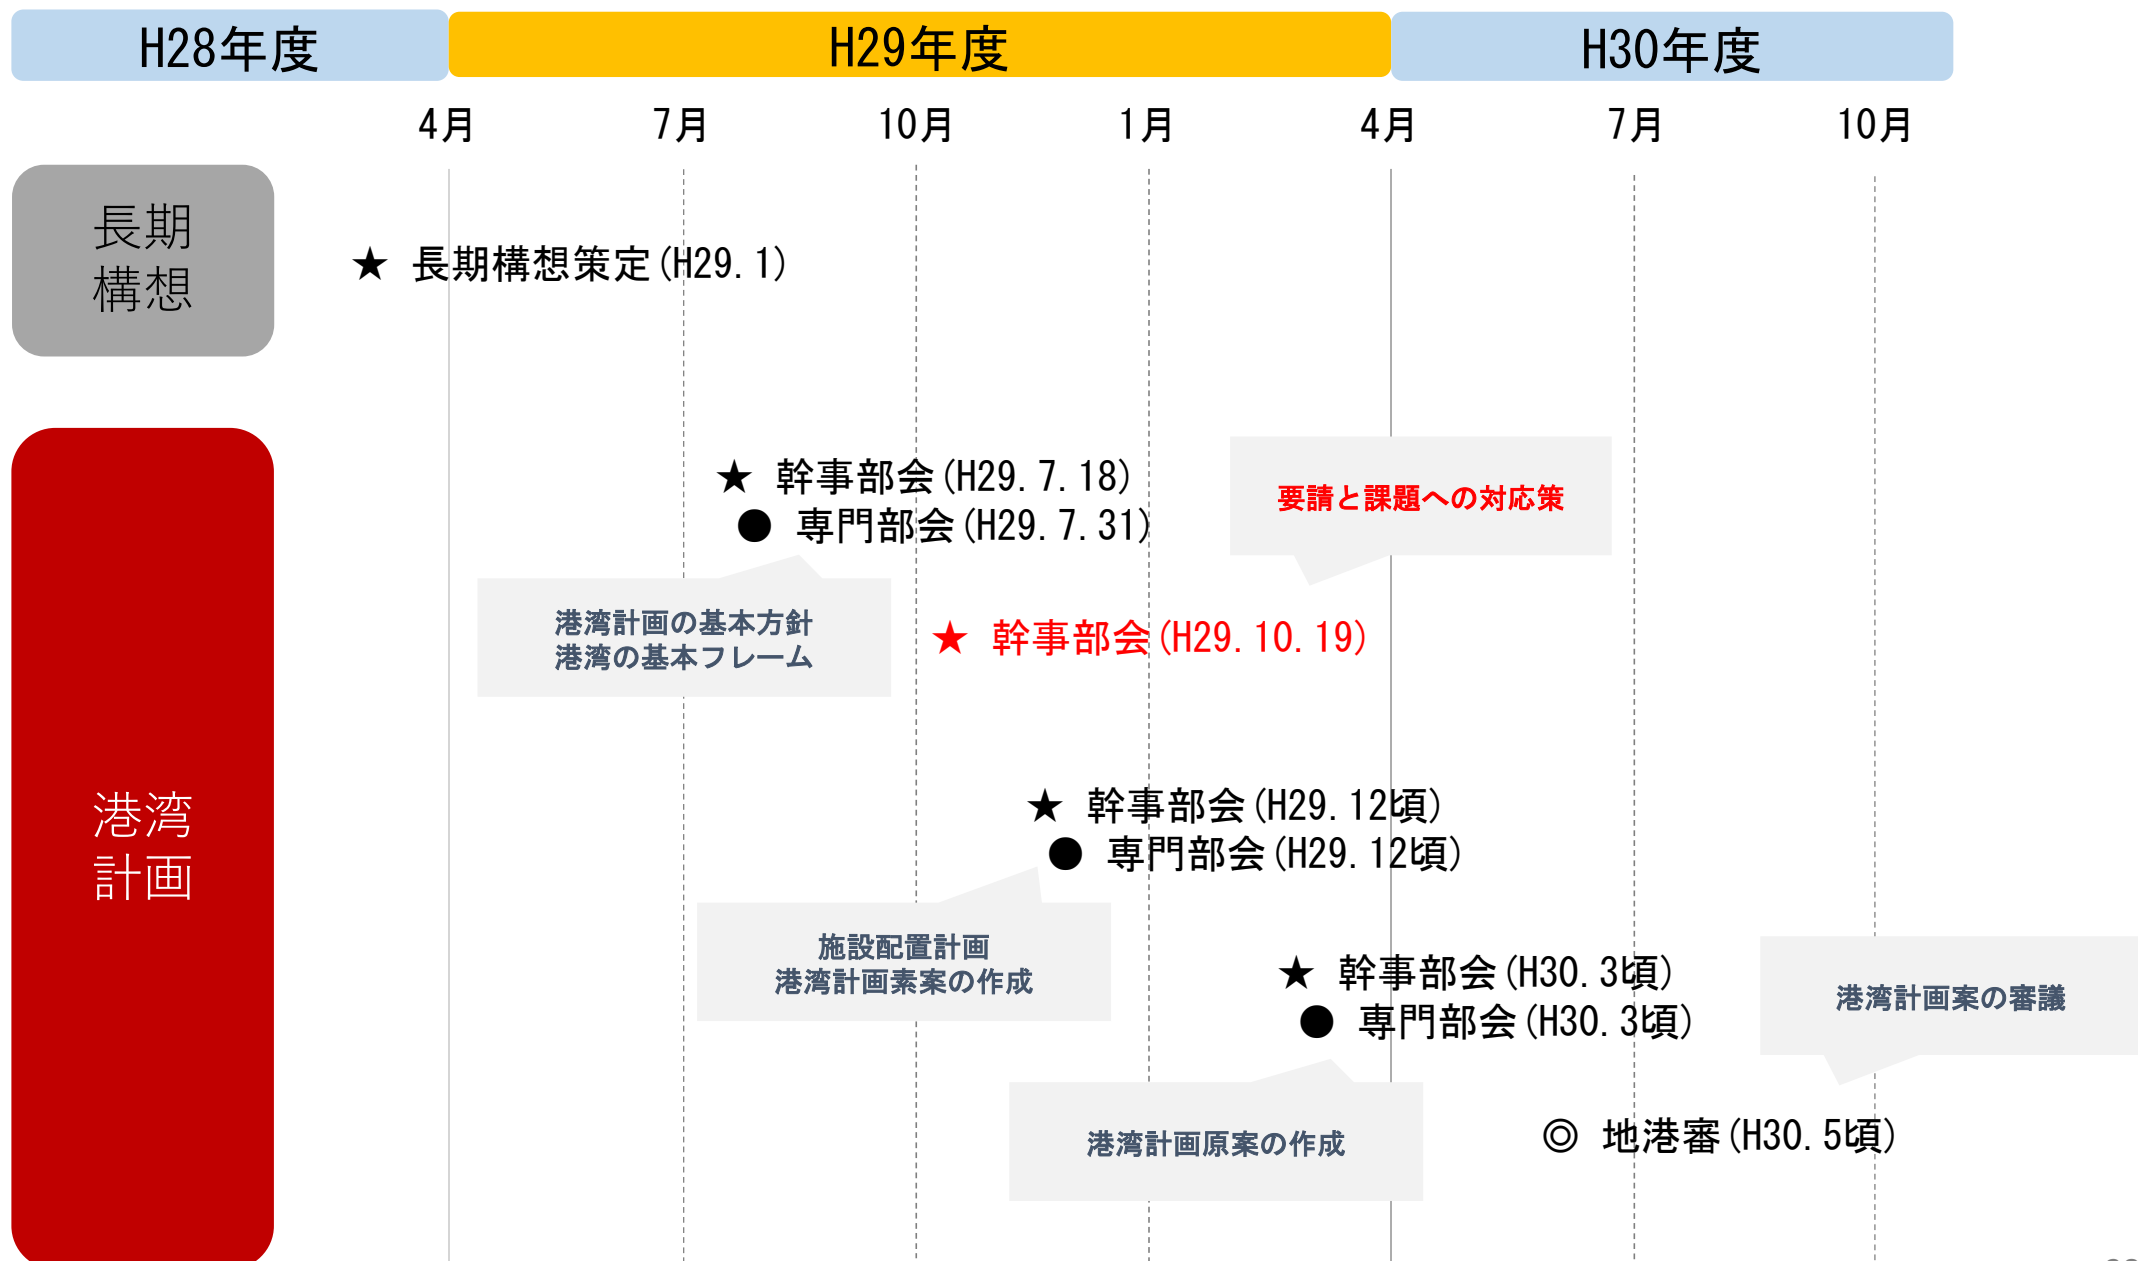 H28年度
H29年度
H30年度
4月
7月
10月
1月
4月
7月
10月
長期
構想
★ 長期構想策定(H29.1)
港湾
計画
★ 幹事部会(H29.7.18)
● 専門部会(H29.7.31)
要請と課題への対応策
港湾計画の基本方針
港湾の基本フレーム
★ 幹事部会(H29.10.19)
★ 幹事部会(H29.12頃)
● 専門部会(H29.12頃)
施設配置計画
港湾計画素案の作成
★ 幹事部会(H30.3頃)
● 専門部会(H30.3頃)
港湾計画案の審議
港湾計画原案の作成
◎ 地港審(H30.5頃)